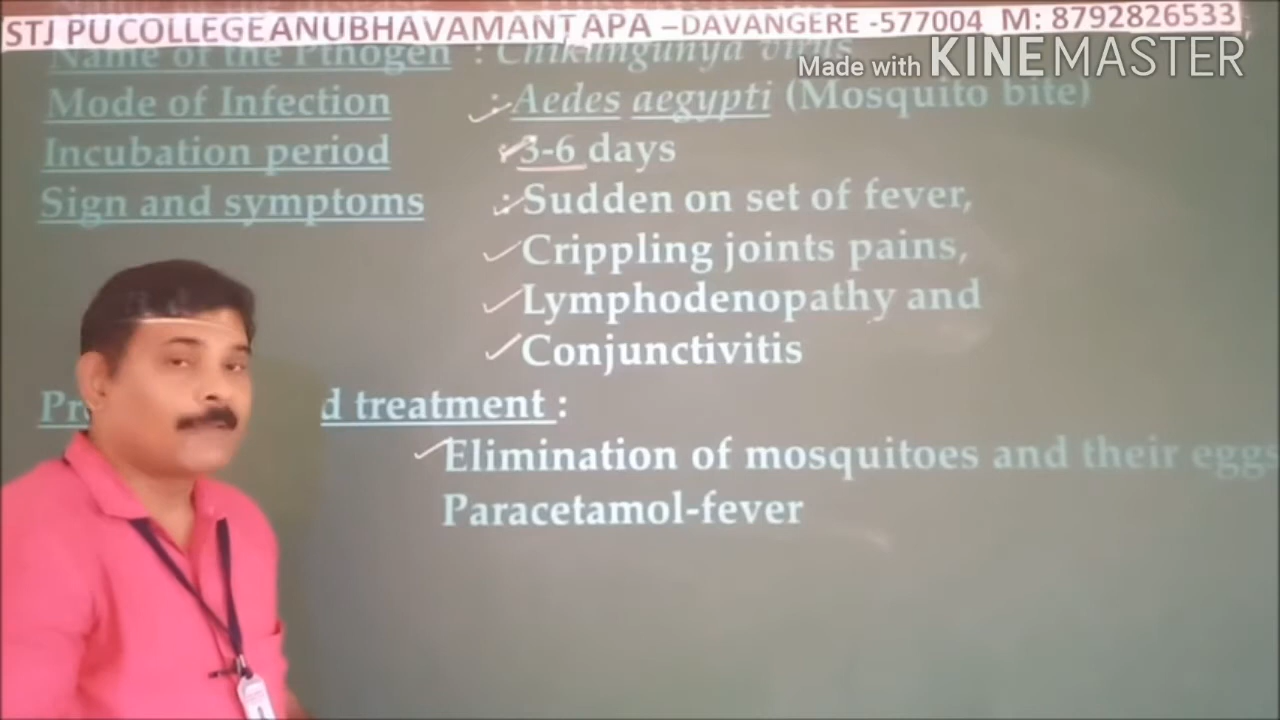 STJ PU COLLEGE ANUBHAVAMANTAPA –DAVANGERE -577004 M: 8792826533
Made with KINEMASTER
Name of the Pthogen : Chikungunya virus
Mode of Infection : Aedes aegypti (Mosquito bite)
Incubation period : 3-6 days
Sign and symptoms : Sudden on set of fever,
Crippling joints pains,
Lymphodenopathy and
Conjunctivitis
d treatment :
Elimination of mosquitoes and their eggs
Paracetamol-fever